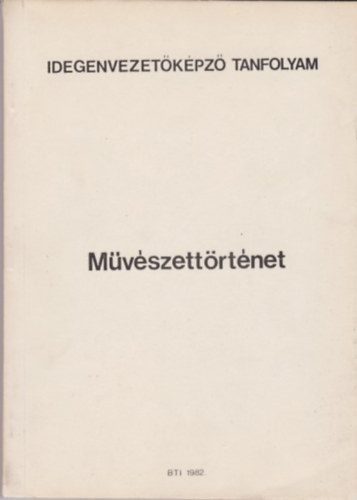 IDEGENVEZETŐKÉPZŐ TANFOLYAM
Művészettörténet
BTI 1982.